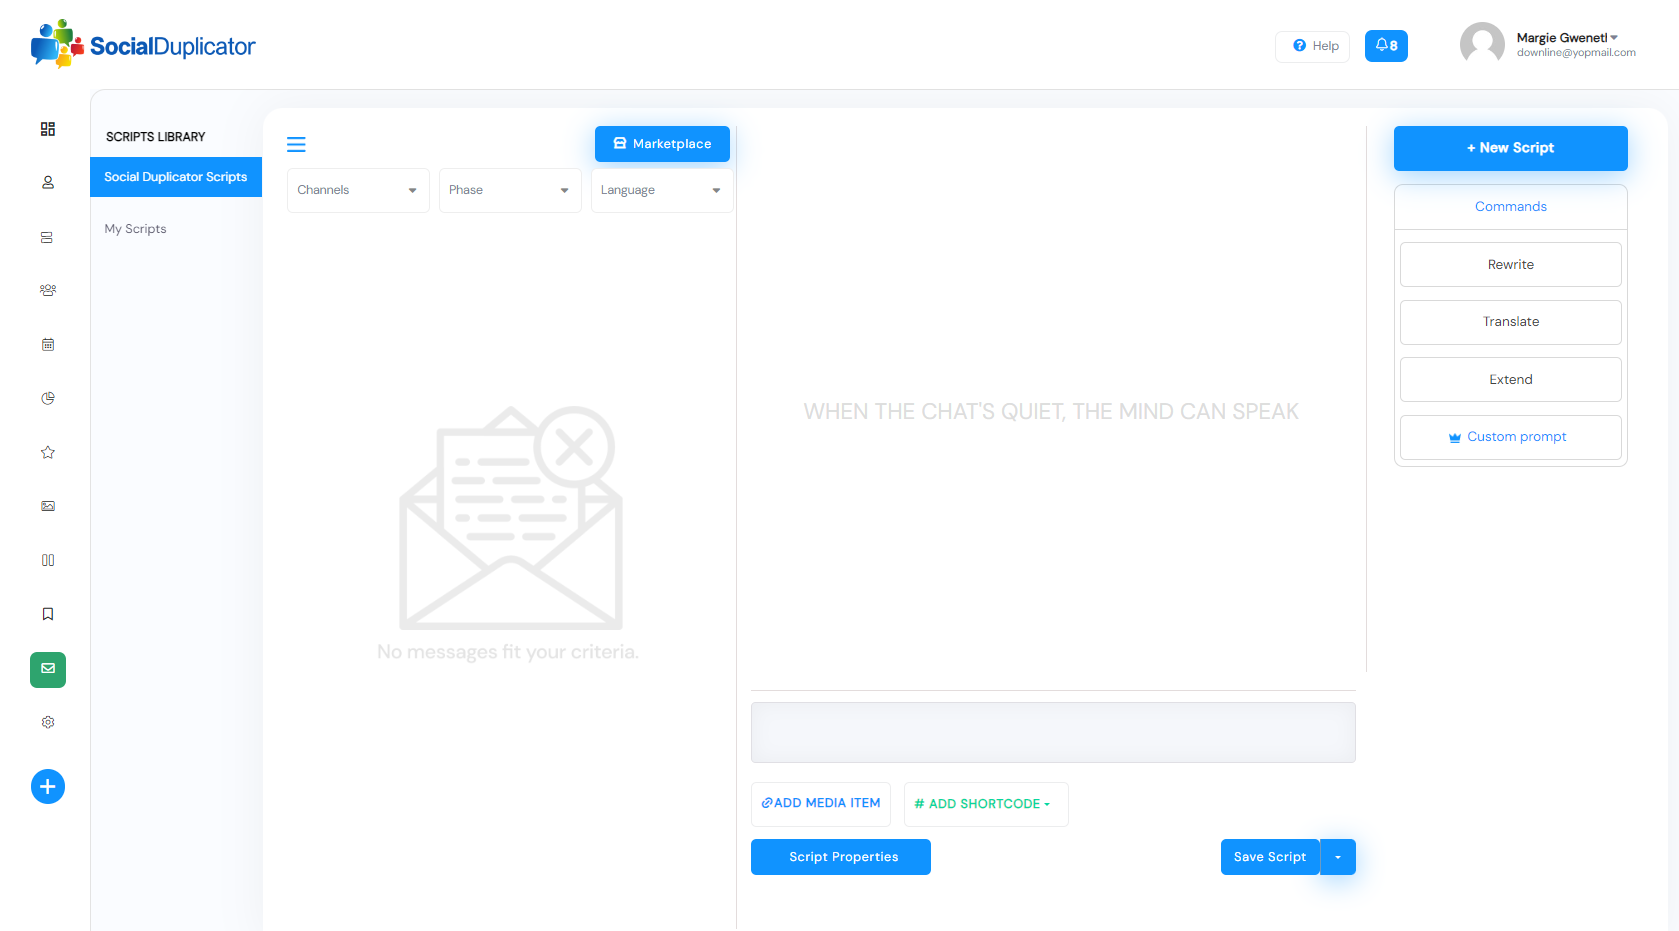 SocialDuplicator
Help
8
Margie Gwenetl
downline@yopmail.com
SCRIPTS LIBRARY
Social Duplicator Scripts
My Scripts
Marketplace
Channels
Phase
Language
No messages fit your criteria.
WHEN THE CHAT'S QUIET, THE MIND CAN SPEAK
ADD MEDIA ITEM
# ADD SHORTCODE
Script Properties
Save Script
+ New Script
Commands
Rewrite
Translate
Extend
Custom prompt